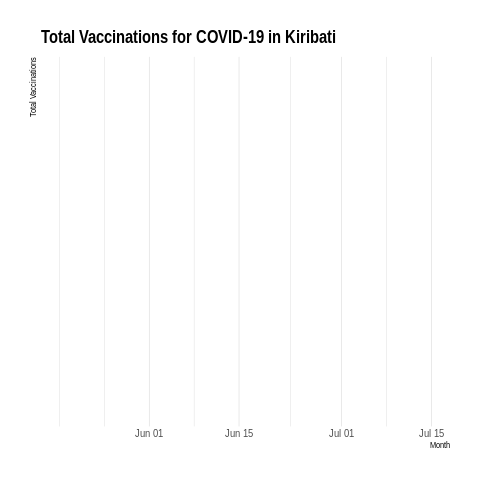 Total Vaccinations for COVID-19 in Kiribati
Total Vaccinations
Jun 01 Jun 15 Jul 01 Jul 15
Month